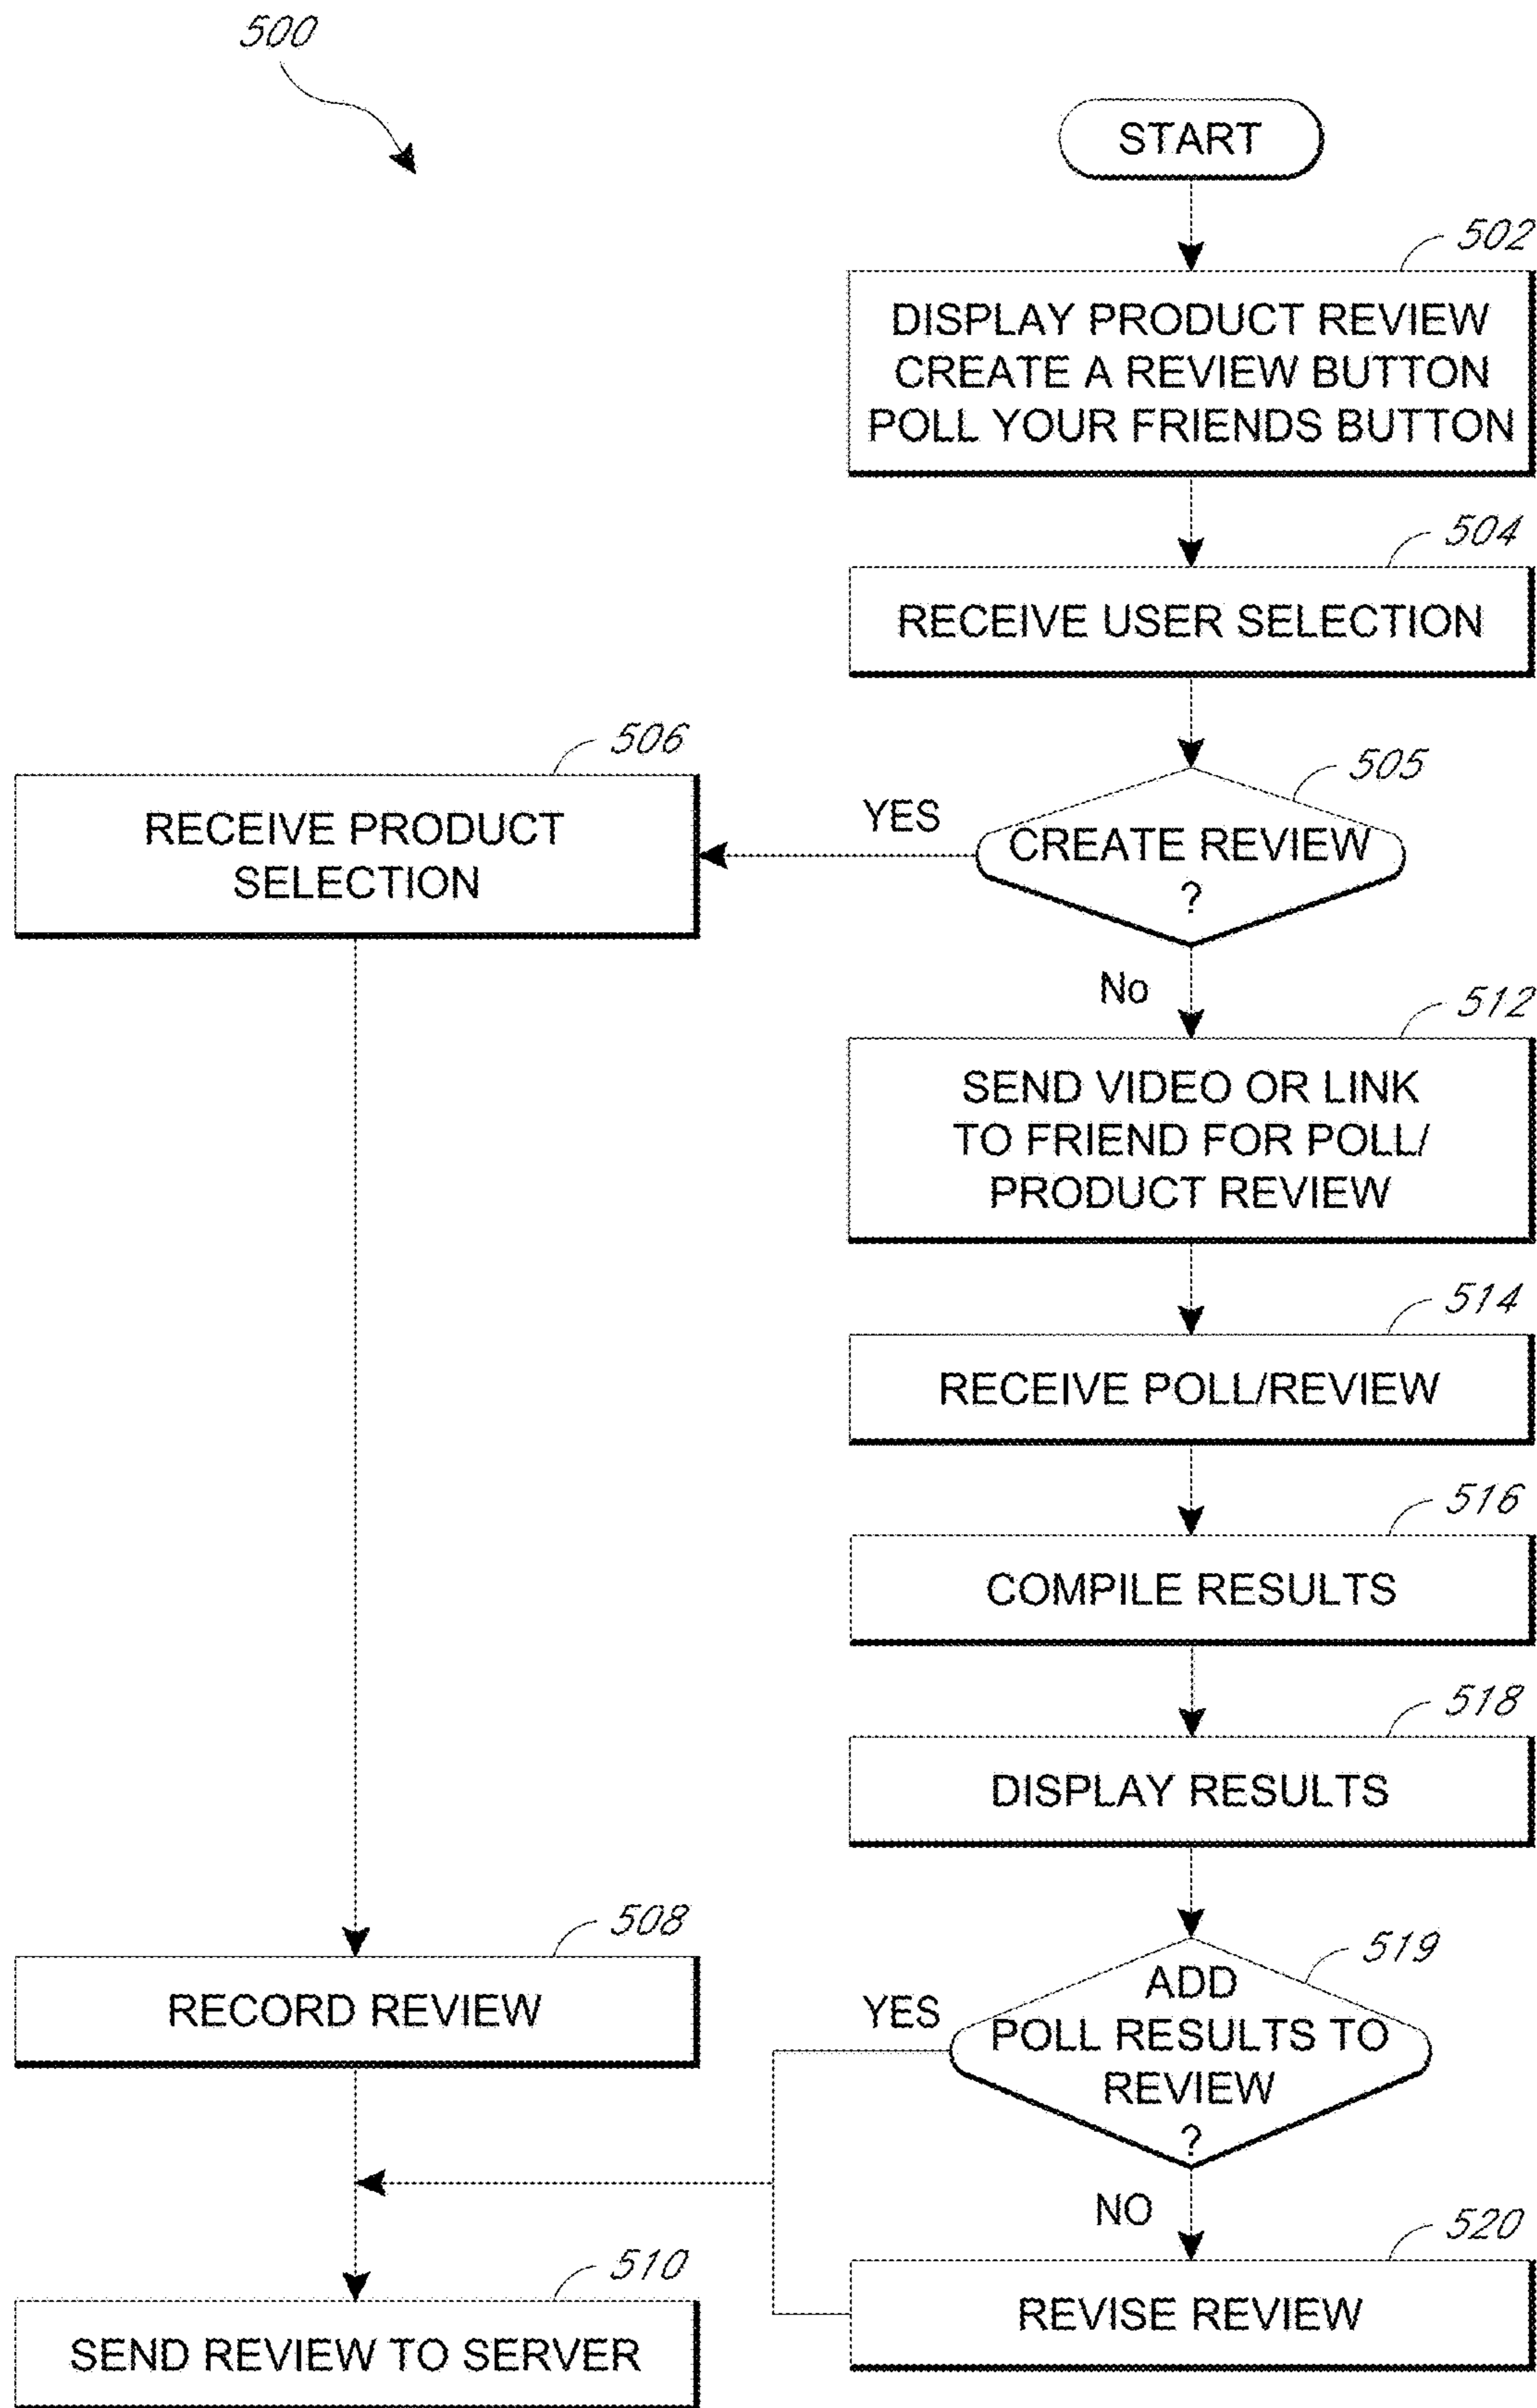 500
START
502
DISPLAY PRODUCT REVIEW
CREATE A REVIEW BUTTON
POLL YOUR FRIENDS BUTTON
504
RECEIVE USER SELECTION
505
CREATE REVIEW
?
YES
506
RECEIVE PRODUCT
SELECTION
No
512
SEND VIDEO OR LINK
TO FRIEND FOR POLL/
PRODUCT REVIEW
514
RECEIVE POLL/REVIEW
516
COMPILE RESULTS
518
DISPLAY RESULTS
508
RECORD REVIEW
519
ADD
POLL RESULTS TO
REVIEW
?
YES
NO
520
REVISE REVIEW
510
SEND REVIEW TO SERVER